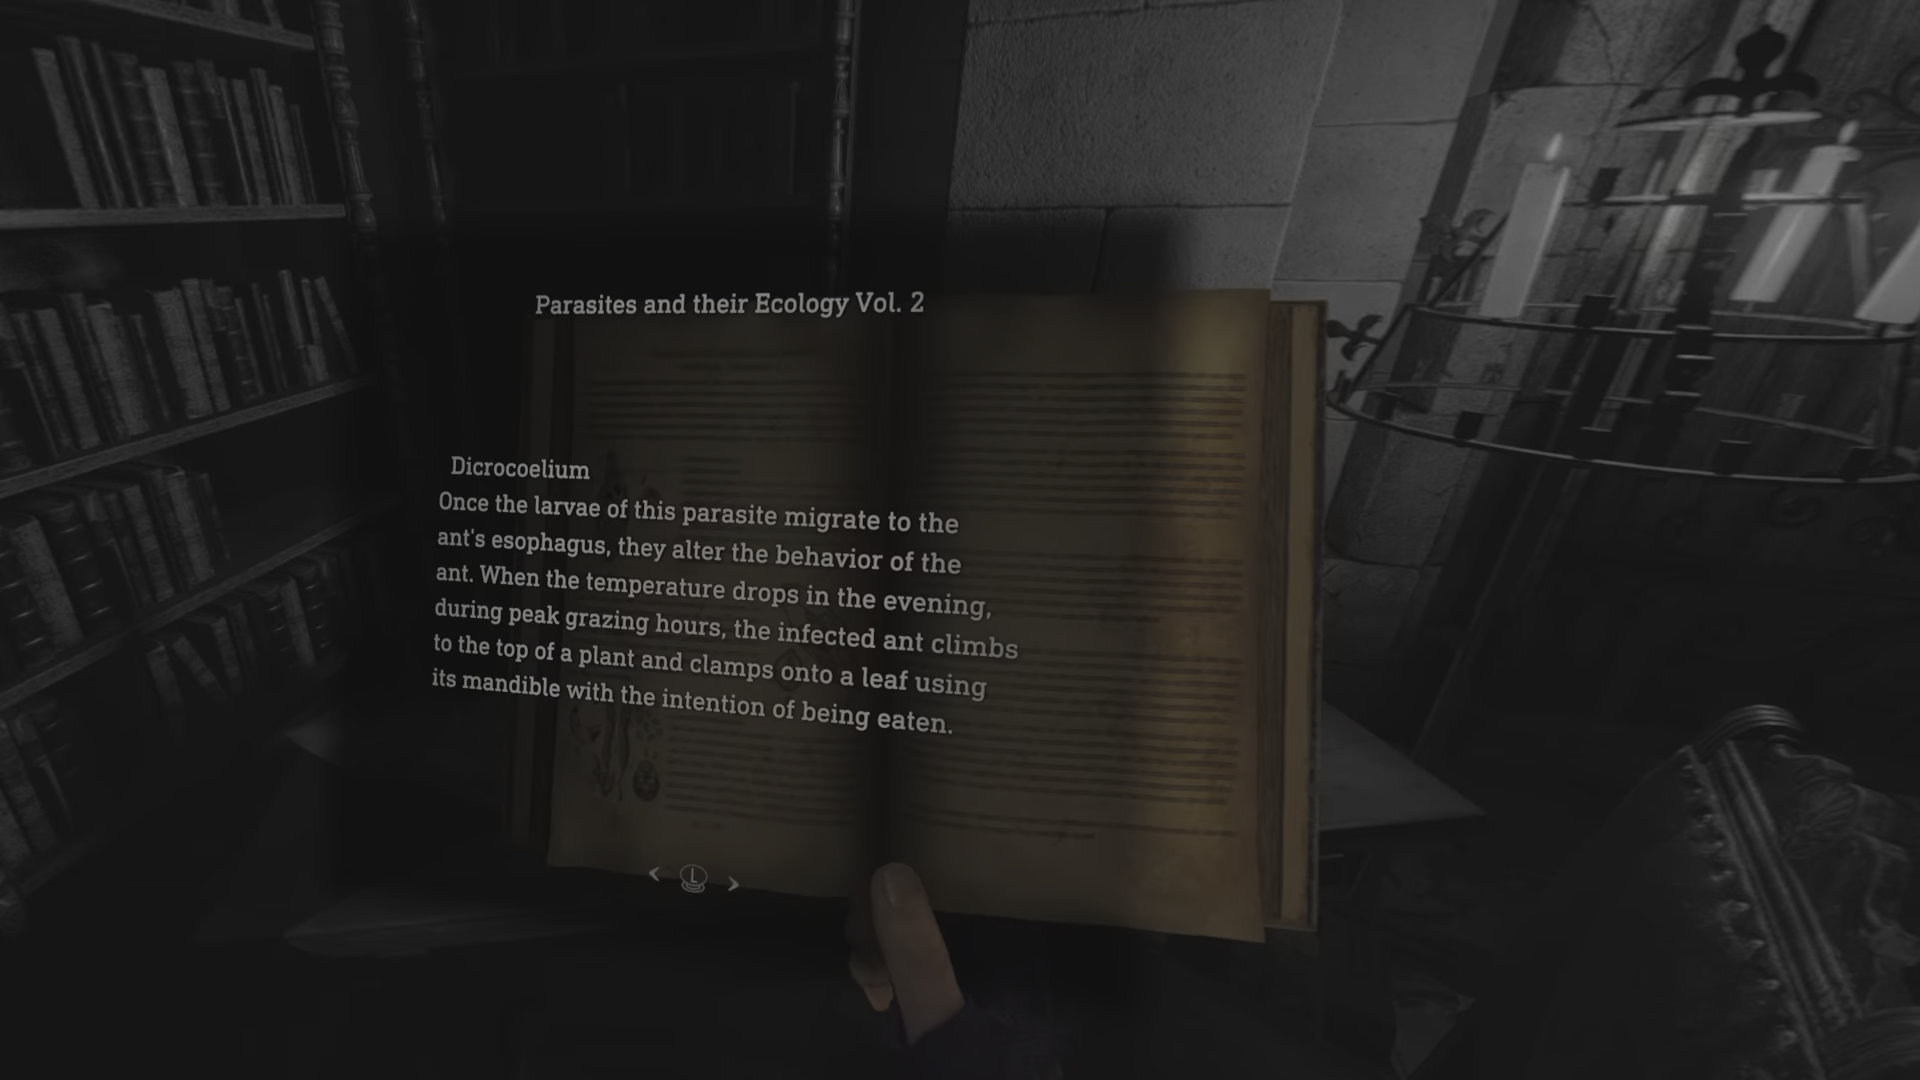 Parasites and their Ecology Vol. 2
Dicrocoelium
Once the larvae of this parasite migrate to the
ant's esophagus, they alter the behavior of the
ant. When the temperature drops in the evening,
during peak grazing hours, the infected ant climbs
to the top of a plant and clamps onto a leaf using
its mandible with the intention of being eaten.
< L >